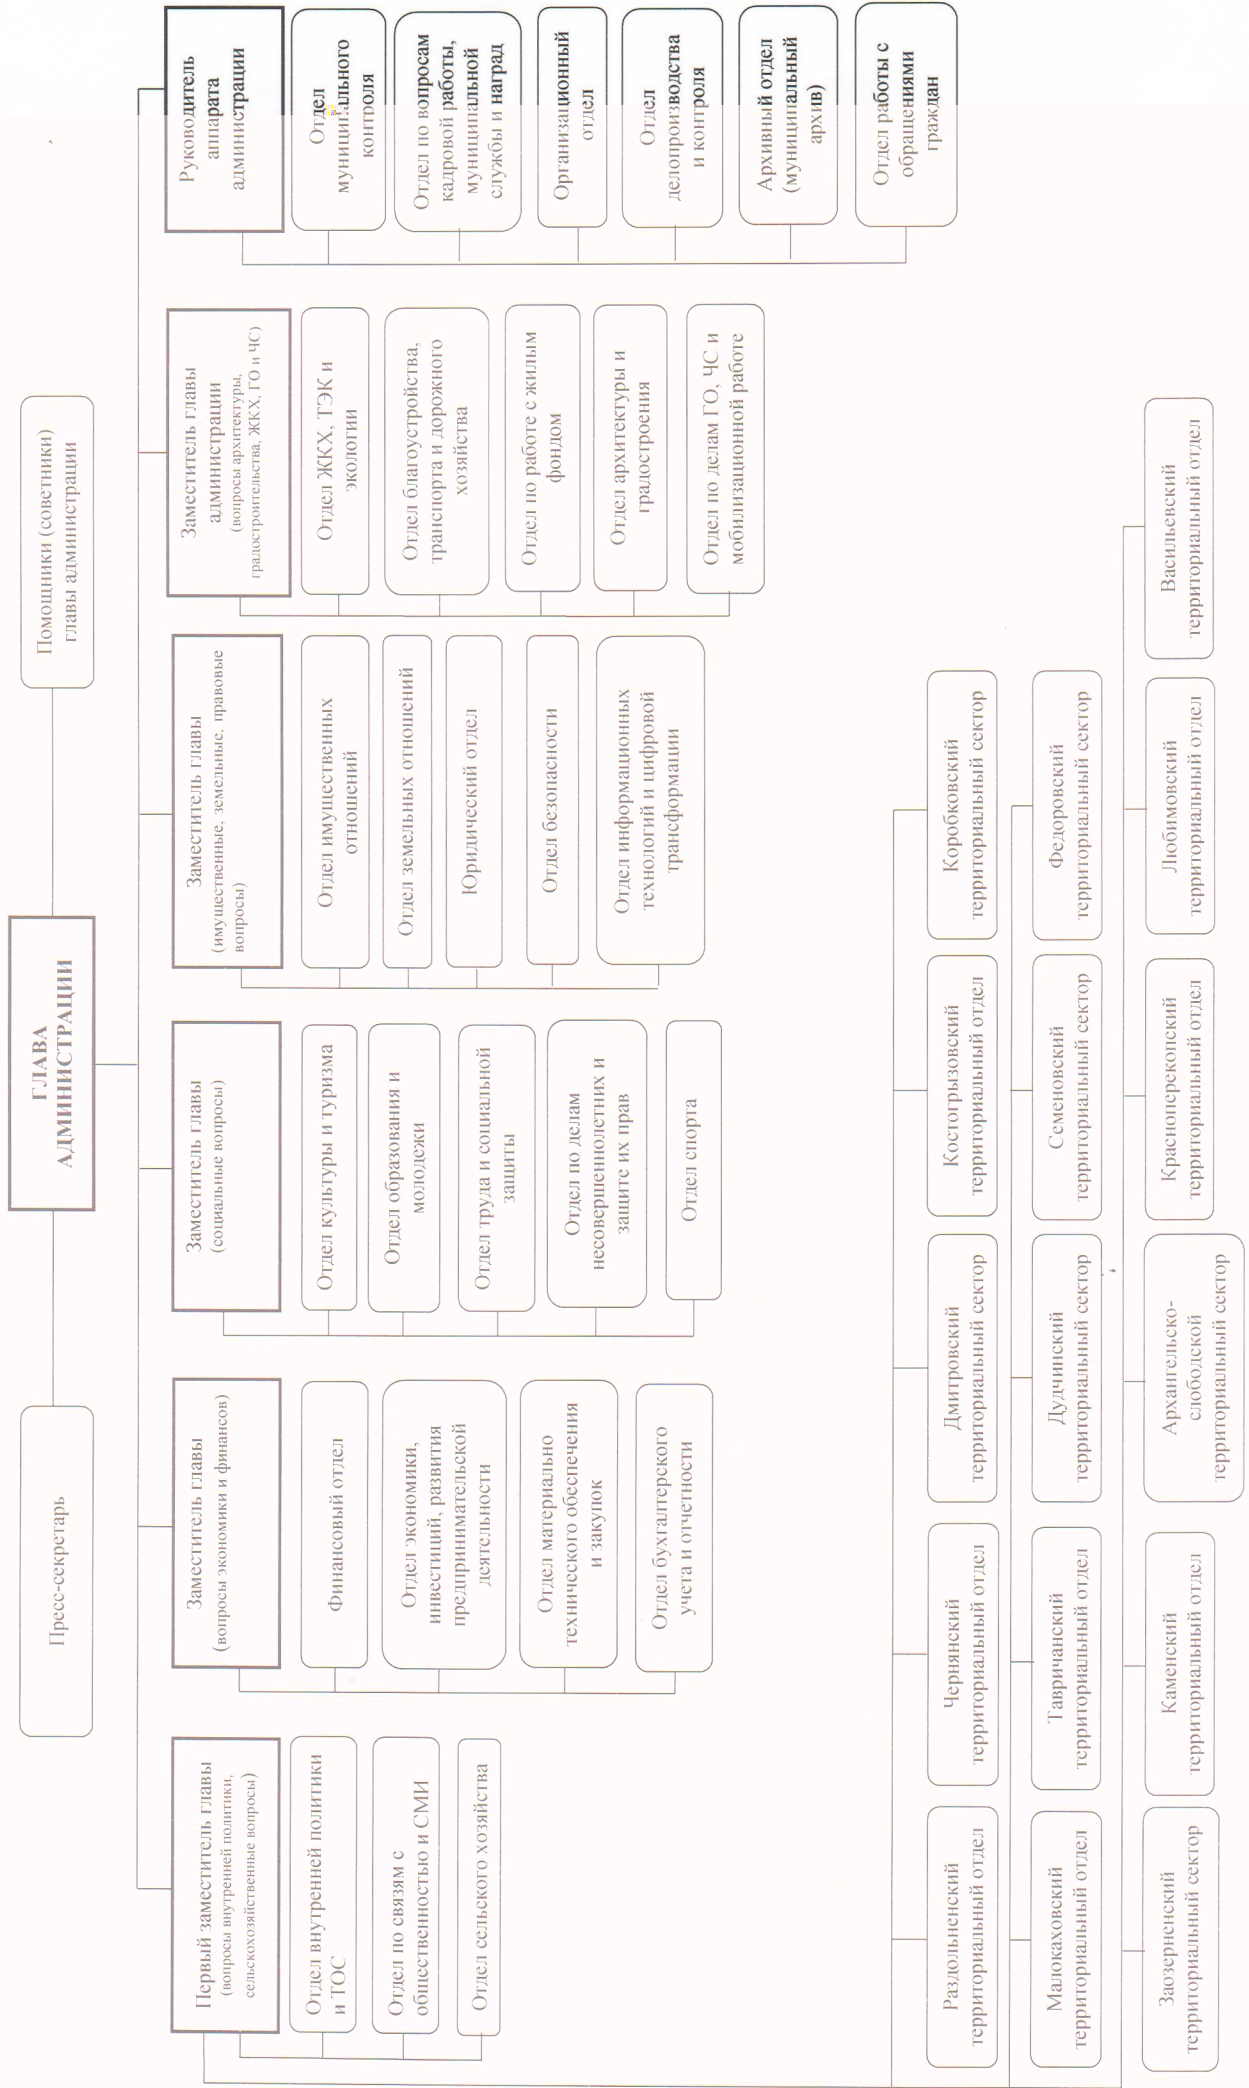 ГЛАВА
АДМИНИСТРАЦИИ
Пресс-секретарь
Помощники (советники)
главы администрации
Первый заместитель главы
(вопросы внутренней политики,
сельскохозяйственные вопросы)
Отдел внутренней политики
и ТОС
Отдел по связям с
общественностью и СМИ
Отдел сельского хозяйства
Заместитель главы
(вопросы экономики и финансов)
Финансовый отдел
Отдел экономики,
инвестиций, развития
предпринимательской
деятельности
Отдел материально
технического обеспечения
и закупок
Отдел бухгалтерского
учета и отчетности
Заместитель главы
(социальные вопросы)
Отдел культуры и туризма
Отдел образования и
молодежи
Отдел труда и социальной
защиты
Отдел по делам
несовершеннолетних и
защите их прав
Отдел спорта
Заместитель главы
(имущественные, земельные, правовые
вопросы)
Отдел имущественных
отношений
Отдел земельных отношений
Юридический отдел
Отдел безопасности
Отдел информационных
технологий и цифровой
трансформации
Заместитель главы
администрации
(вопросы архитектуры,
градостроительства, ЖКХ, ГО и ЧС)
Отдел ЖКХ, ТЭК и
экологии
Отдел благоустройства,
транспорта и дорожного
хозяйства
Отдел по работе с жилым
фондом
Отдел архитектуры и
градостроения
Отдел по делам ГО, ЧС и
мобилизационной работе
Руководитель
аппарата
администрации
Отдел
муниципального
контроля
Отдел по вопросам
кадровой работы,
муниципальной
службы и наград
Организационный
отдел
Отдел
делопроизводства
и контроля
Архивный отдел
(муниципальный
архив)
Отдел работы с
обращениями
граждан
Раздольненский
территориальный отдел
Чернянский
территориальный отдел
Дмитровский
территориальный сектор
Костогрызовский
территориальный отдел
Коробковский
территориальный сектор
Малокаховский
территориальный отдел
Тавричанский
территориальный отдел
Дудчинский
территориальный сектор
Семеновский
территориальный сектор
Федоровский
территориальный сектор
Заозерненский
территориальный сектор
Каменский
территориальный отдел
Архангельско-
слободской
территориальный сектор
Красноперекопский
территориальный отдел
Любимовский
территориальный отдел
Васильевский
территориальный отдел